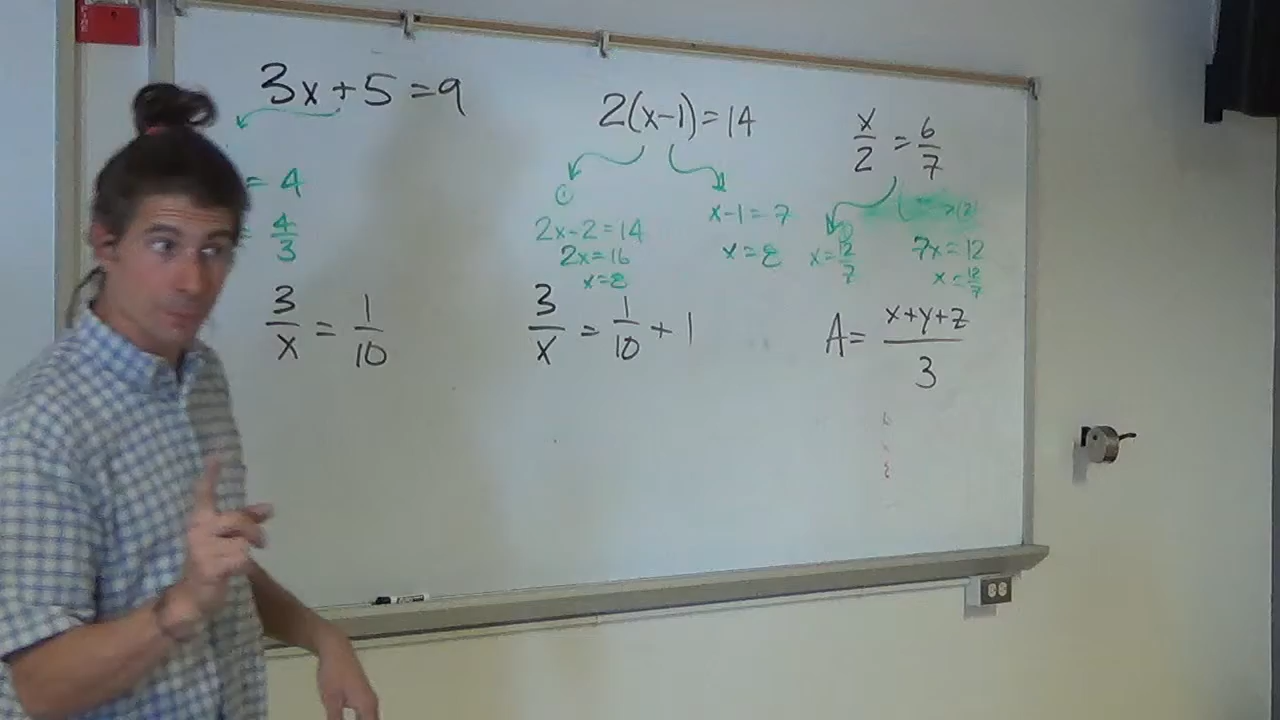 3x+5=9
= 4
= 4/3
2(x-1)=14
①
2x-2=14
2x=16
x=8
x-1=7
x=8
x/2 = 6/7
x=12/7
7x=12
x=12/7
3/x = 1/10
3/x = 1/10 + 1
A= x+y+z/3